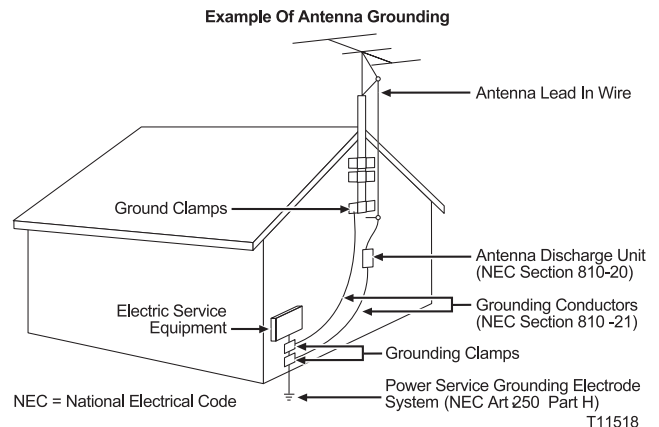 Example Of Antenna Grounding
Antenna Lead In Wire
Ground Clamps
Antenna Discharge Unit
(NEC Section 810-20)
Electric Service
Equipment
Grounding Conductors
(NEC Section 810 -21)
Grounding Clamps
Power Service Grounding Electrode
System (NEC Art 250 Part H)
NEC = National Electrical Code
T11518